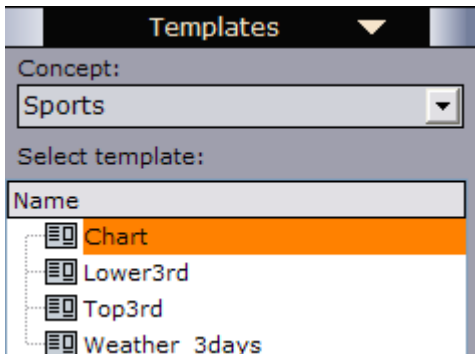 Templates
Concept:
Sports
Select template:
Name
Chart
Lower3rd
Top3rd
Weather_3days